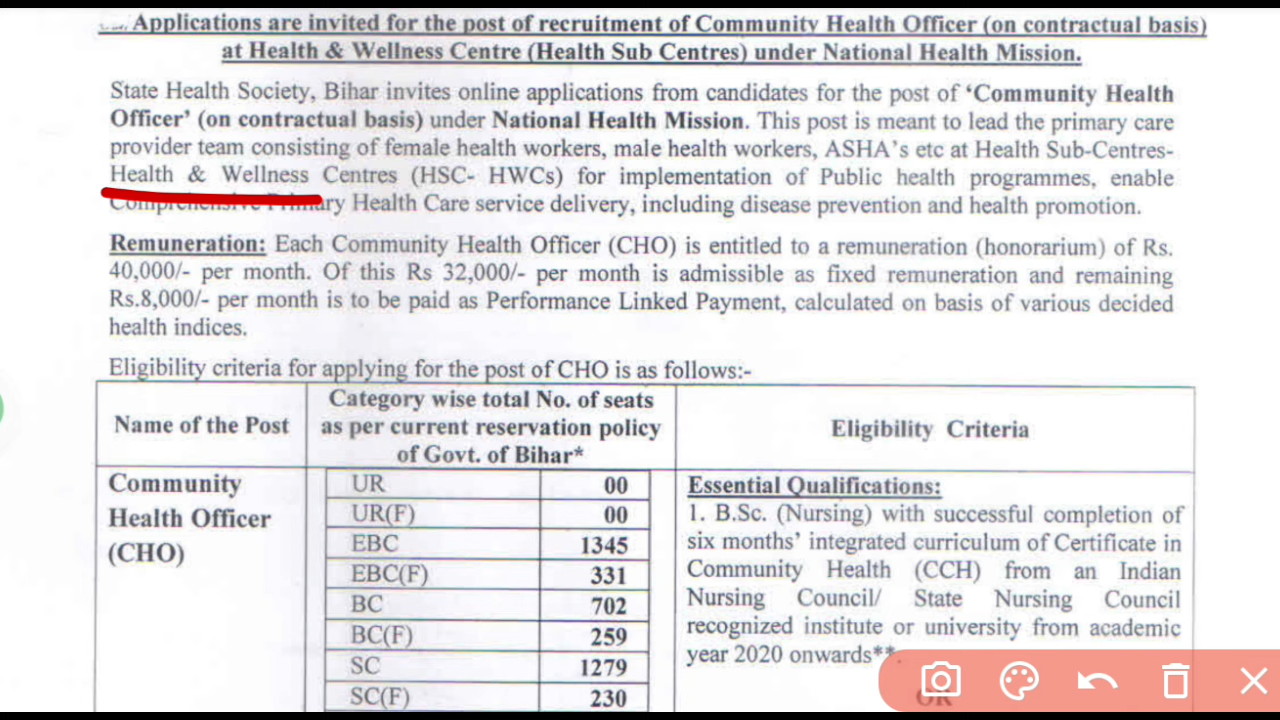 Applications are invited for the post of recruitment of Community Health Officer (on contractual basis)
at Health & Wellness Centre (Health Sub Centres) under National Health Mission.
State Health Society, Bihar invites online applications from candidates for the post of ‘Community Health
Officer’ (on contractual basis) under National Health Mission. This post is meant to lead the primary care
provider team consisting of female health workers, male health workers, ASHA’s etc at Health Sub-Centres-
Health & Wellness Centres (HSC- HWCs) for implementation of Public health programmes, enable
Comprehensive Primary Health Care service delivery, including disease prevention and health promotion.
Remuneration: Each Community Health Officer (CHO) is entitled to a remuneration (honorarium) of Rs.
40,000/- per month. Of this Rs 32,000/- per month is admissible as fixed remuneration and remaining
Rs.8,000/- per month is to be paid as Performance Linked Payment, calculated on basis of various decided
health indices.
Eligibility criteria for applying for the post of CHO is as follows:-
Name of the Post
Category wise total No. of seats
as per current reservation policy
of Govt. of Bihar*
Eligibility Criteria
Community
Health Officer
(CHO)
UR 00
UR(F) 00
EBC 1345
EBC(F) 331
BC 702
BC(F) 259
SC 1279
SC(F) 230
Essential Qualifications:
1. B.Sc. (Nursing) with successful completion of
six months’ integrated curriculum of Certificate in
Community Health (CCH) from an Indian
Nursing Council/ State Nursing Council
recognized institute or university from academic
year 2020 onwards**.
OR